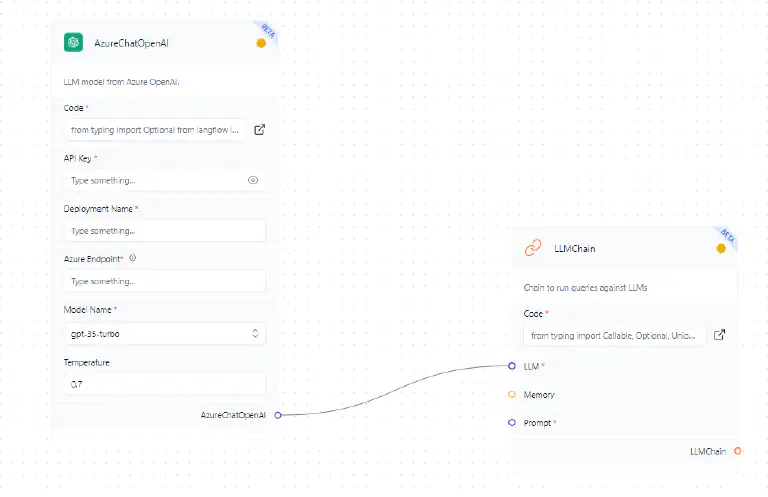 BETA
AzureChatOpenAI
LLM model from Azure OpenAI.
Code *
from typing import Optional from langflow i...
API Key *
Type something...
Deployment Name *
Type something...
Azure Endpoint*
Type something...
Model Name *
gpt-35-turbo
Temperature
0.7
AzureChatOpenAI
BETA
LLMChain
Chain to run queries against LLMs
Code *
from typing import Callable, Optional, Unio...
LLM *
Memory
Prompt *
LLMChain